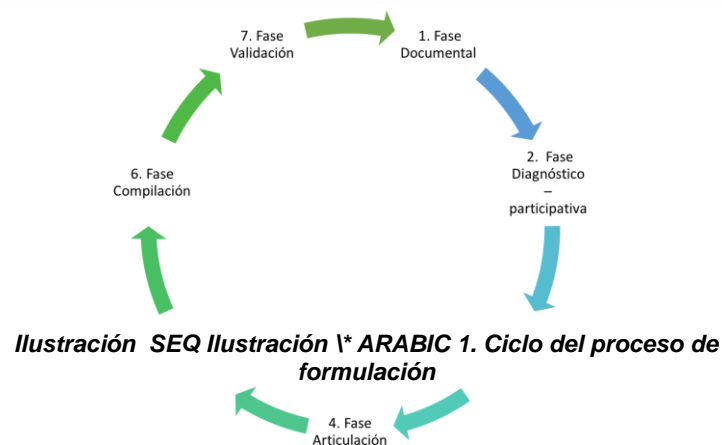 7. Fase
Validación
1. Fase
Documental
2. Fase
Diagnóstico
–
participativa
6. Fase
Compilación
Ilustración SEQ Ilustración \* ARABIC 1. Ciclo del proceso de
formulación
4. Fase
Articulación